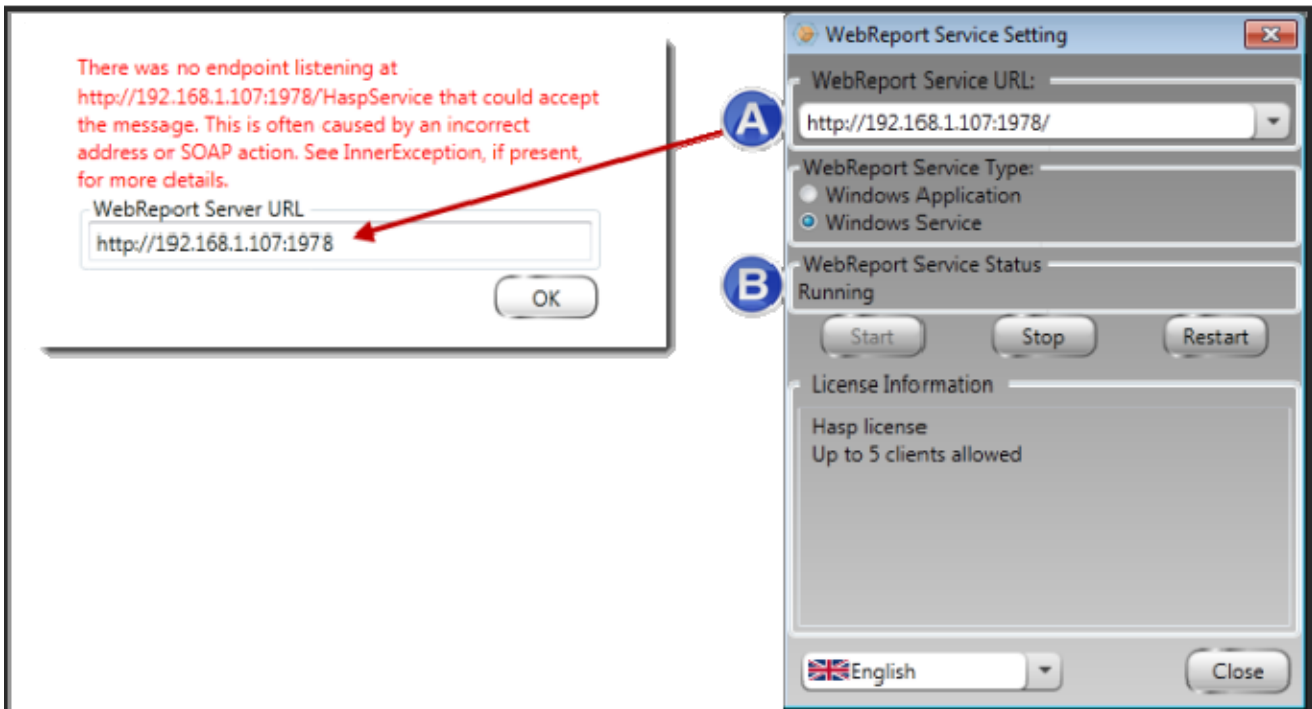 There was no endpoint listening at
http://192.168.1.107:1978/HaspService that could accept
the message. This is often caused by an incorrect
address or SOAP action. See InnerException, if present,
for more details.
WebReport Server URL
http://192.168.1.107:1978
OK
A
B
WebReport Service Setting
WebReport Service URL:
http://192.168.1.107:1978/
WebReport Service Type:
Windows Application
Windows Service
WebReport Service Status
Running
Start Stop Restart
License Information
Hasp license
Up to 5 clients allowed
English
Close